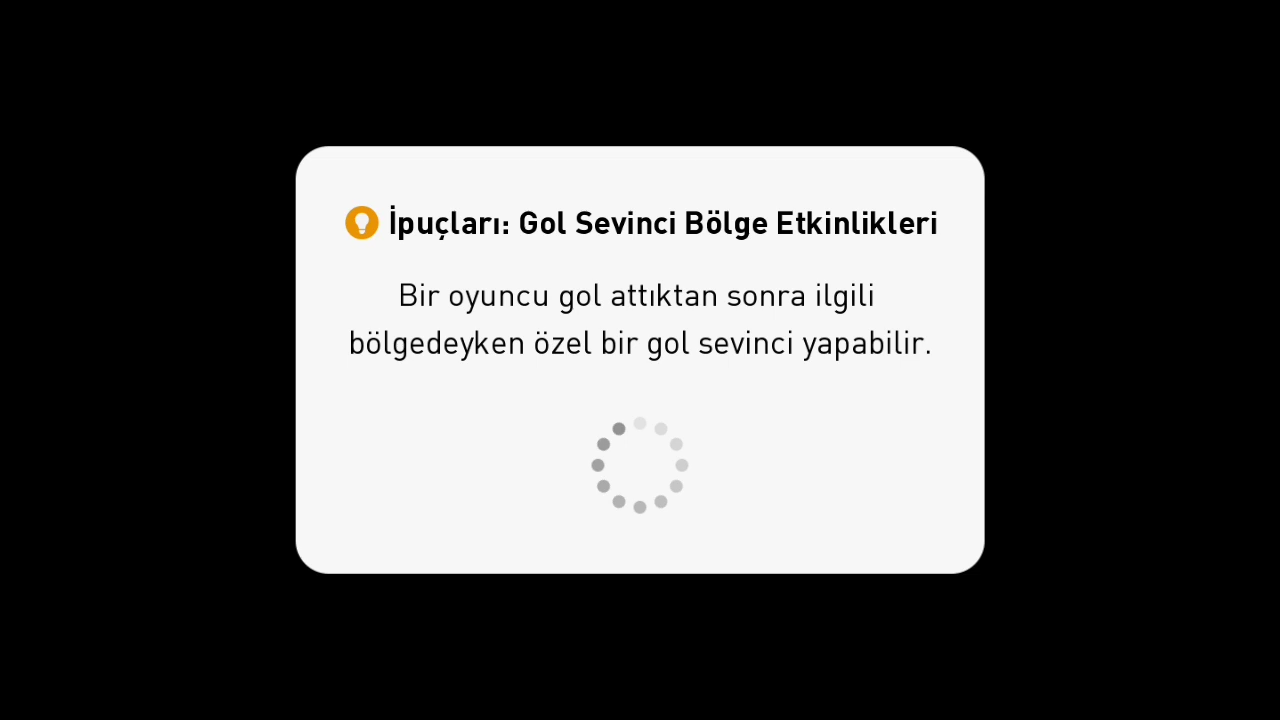 İpuçları: Gol Sevinci Bölge Etkinlikleri
Bir oyuncu gol attıktan sonra ilgili
bölgedeyken özel bir gol sevinci yapabilir.